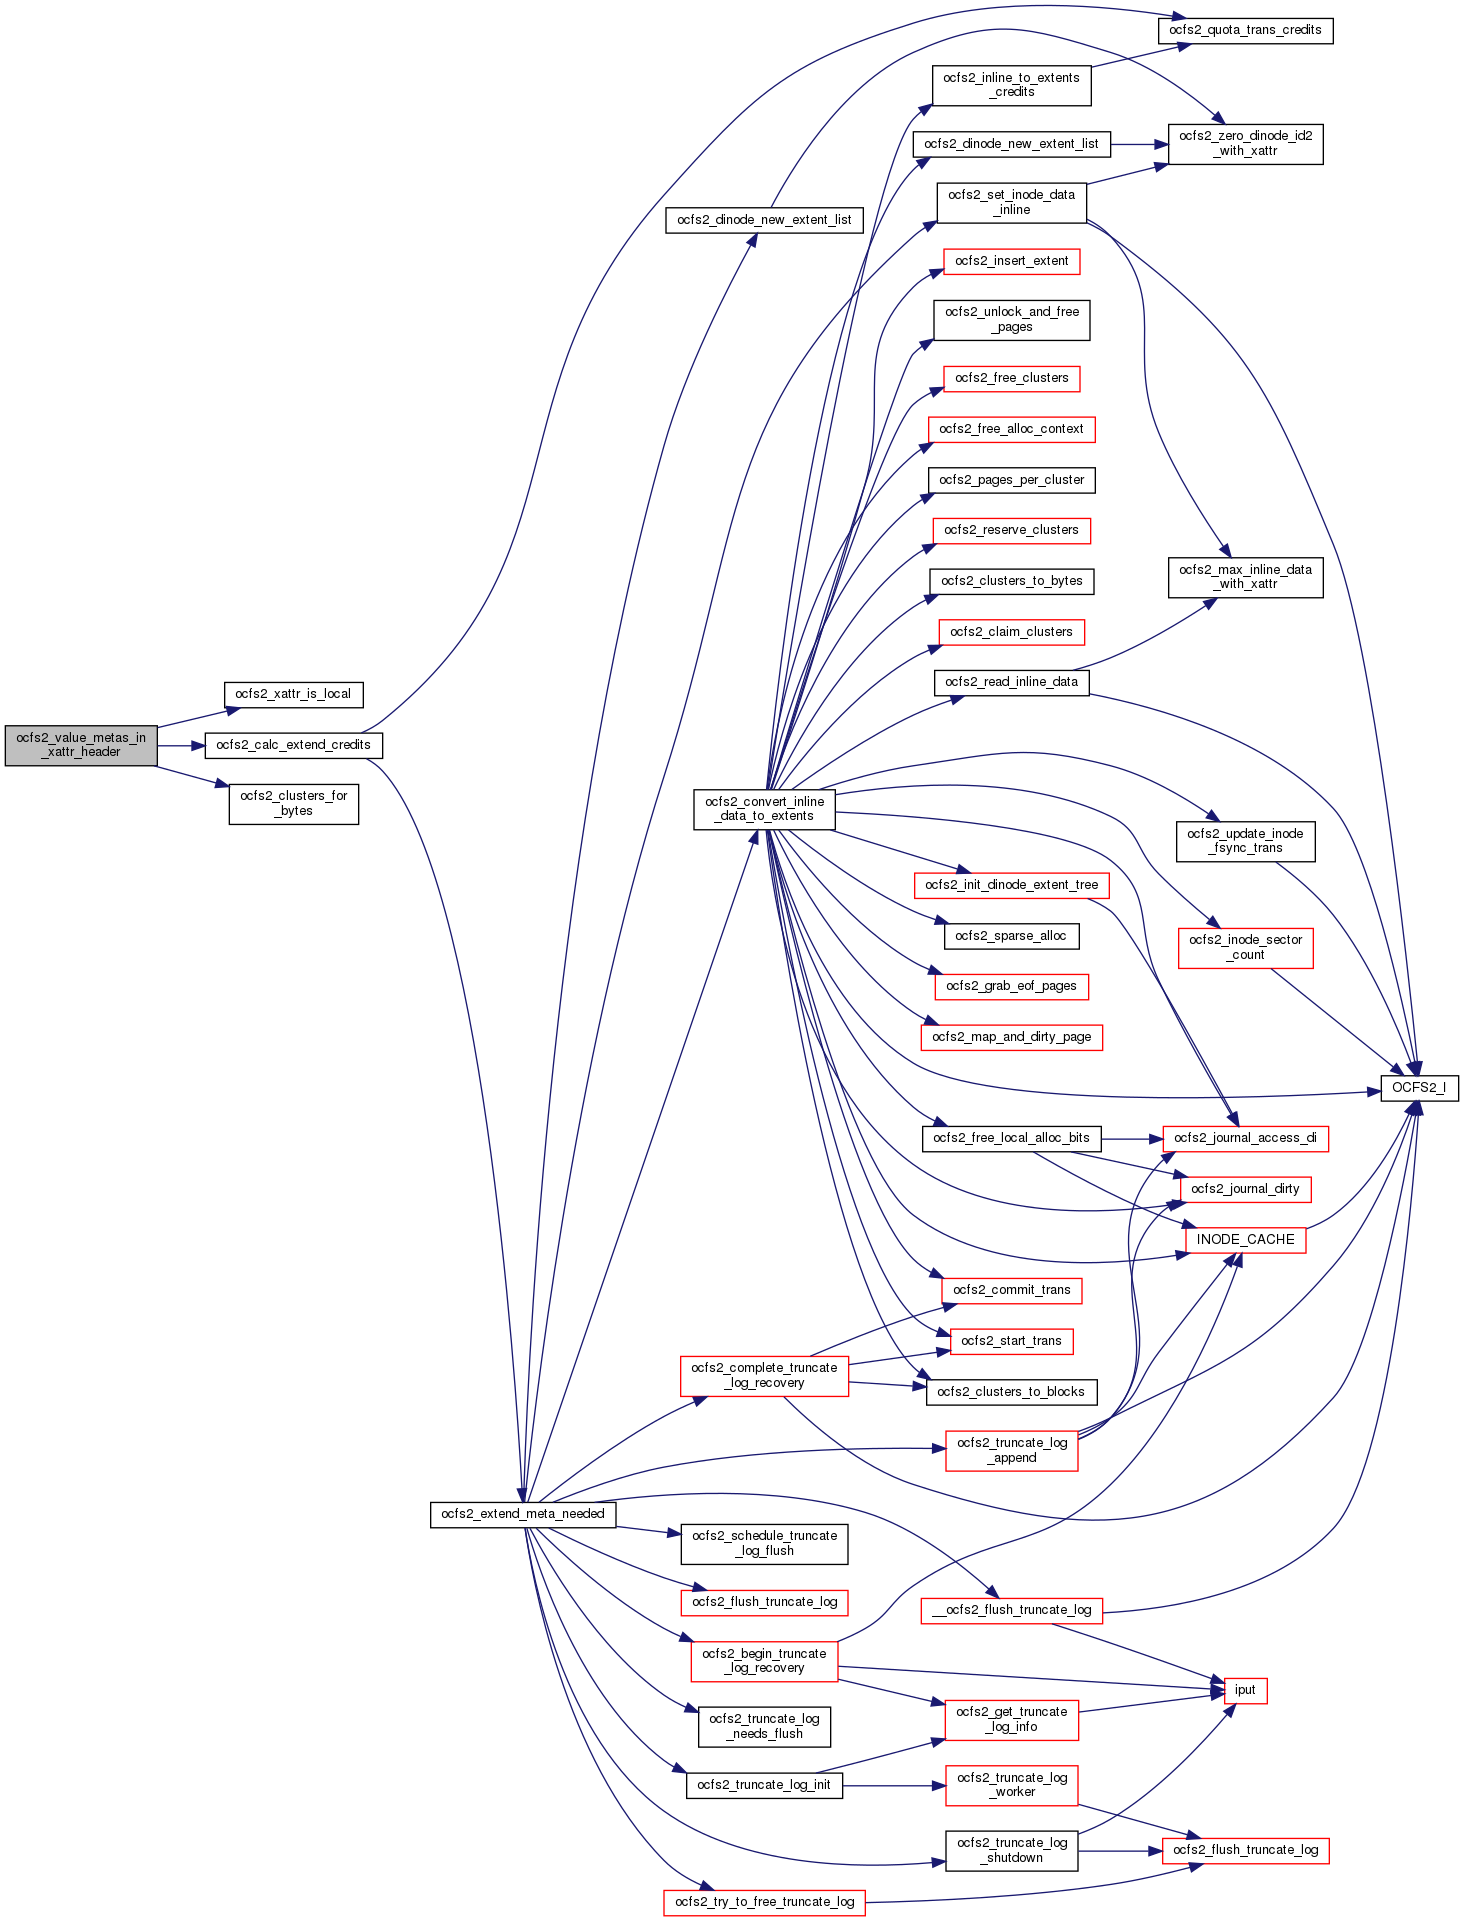 ocfs2_quota_trans_credits
ocfs2_inline_to_extents
_credits
ocfs2_zero_dinode_id2
_with_xattr
ocfs2_dinode_new_extent_list
ocfs2_set_inode_data
_inline
ocfs2_dinode_new_extent_list
ocfs2_insert_extent
ocfs2_unlock_and_free
_pages
ocfs2_free_clusters
ocfs2_free_alloc_context
ocfs2_pages_per_cluster
ocfs2_reserve_clusters
ocfs2_clusters_to_bytes
ocfs2_max_inline_data
_with_xattr
ocfs2_claim_clusters
ocfs2_read_inline_data
ocfs2_xattr_is_local
ocfs2_value_metas_in
_xattr_header
ocfs2_calc_extend_credits
ocfs2_clusters_for
_bytes
ocfs2_convert_inline
_data_to_extents
ocfs2_update_inode
_fsync_trans
ocfs2_init_dinode_extent_tree
ocfs2_sparse_alloc
ocfs2_inode_sector
_count
ocfs2_grab_eof_pages
ocfs2_map_and_dirty_page
OCFS2_I
ocfs2_free_local_alloc_bits
ocfs2_journal_access_di
ocfs2_journal_dirty
INODE_CACHE
ocfs2_commit_trans
ocfs2_start_trans
ocfs2_complete_truncate
_log_recovery
ocfs2_clusters_to_blocks
ocfs2_truncate_log
_append
ocfs2_extend_meta_needed
ocfs2_schedule_truncate
_log_flush
ocfs2_flush_truncate_log
__ocfs2_flush_truncate_log
ocfs2_begin_truncate
_log_recovery
iput
ocfs2_truncate_log
_needs_flush
ocfs2_get_truncate
_log_info
ocfs2_truncate_log_init
ocfs2_truncate_log
_worker
ocfs2_truncate_log
_shutdown
ocfs2_flush_truncate_log
ocfs2_try_to_free_truncate_log